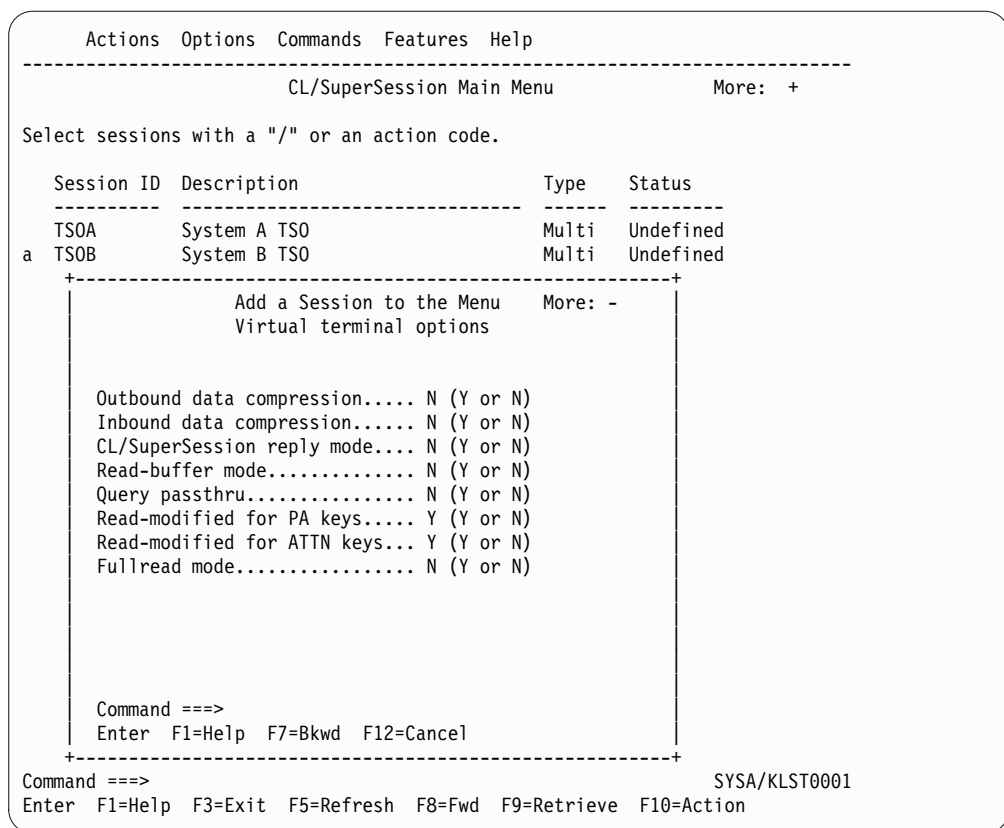 Actions Options Commands Features Help
-------------------------------------------------------------------------------
CL/SuperSession Main Menu More: +
Select sessions with a "/" or an action code.
Session ID Description Type Status
---------- -------------------------------- ------ ---------
TSOA System A TSO Multi Undefined
a TSOB System B TSO Multi Undefined
+--------------------------------------------------------+
Add a Session to the Menu More: -
Virtual terminal options
Outbound data compression..... N (Y or N)
Inbound data compression...... N (Y or N)
CL/SuperSession reply mode.... N (Y or N)
Read-buffer mode.............. N (Y or N)
Query passthru................ N (Y or N)
Read-modified for PA keys..... Y (Y or N)
Read-modified for ATTN keys... Y (Y or N)
Fullread mode................. N (Y or N)
Command ===>
Enter F1=Help F7=Bkwd F12=Cancel
+--------------------------------------------------------+
Command ===> SYSA/KLST0001
Enter F1=Help F3=Exit F5=Refresh F8=Fwd F9=Retrieve F10=Action